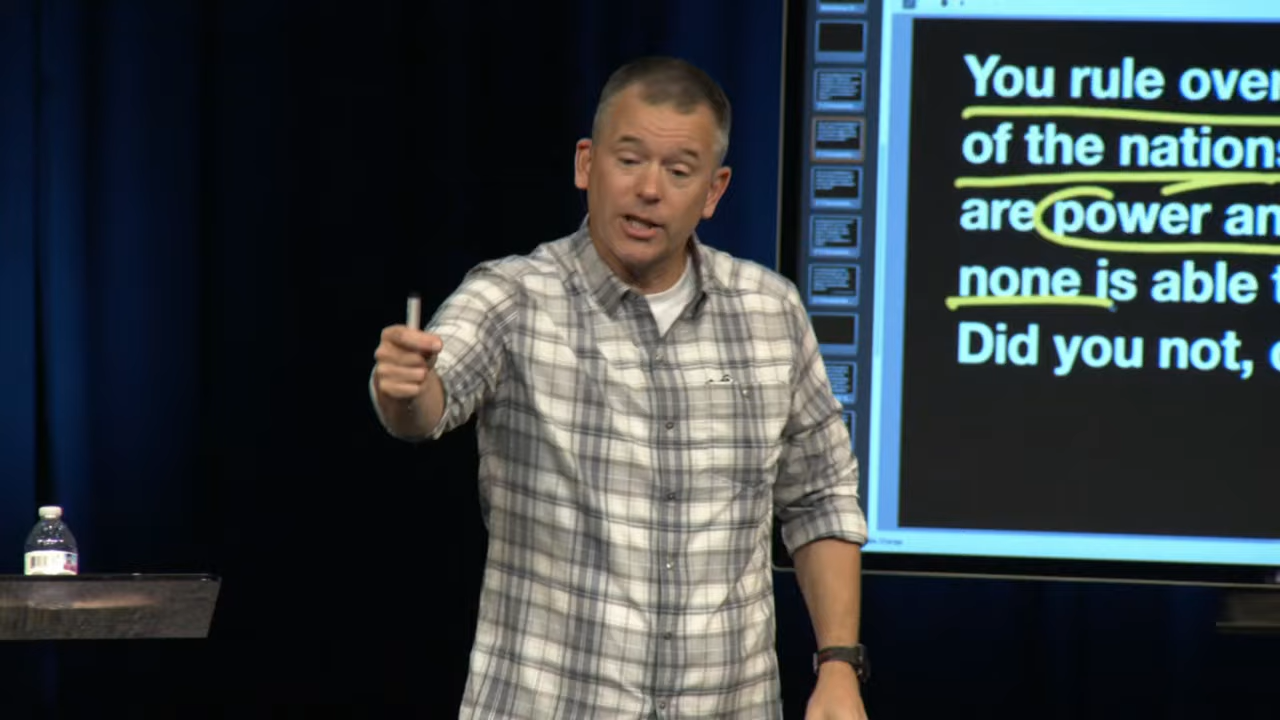 You rule over
of the nations
are power an
none is able t
Did you not,